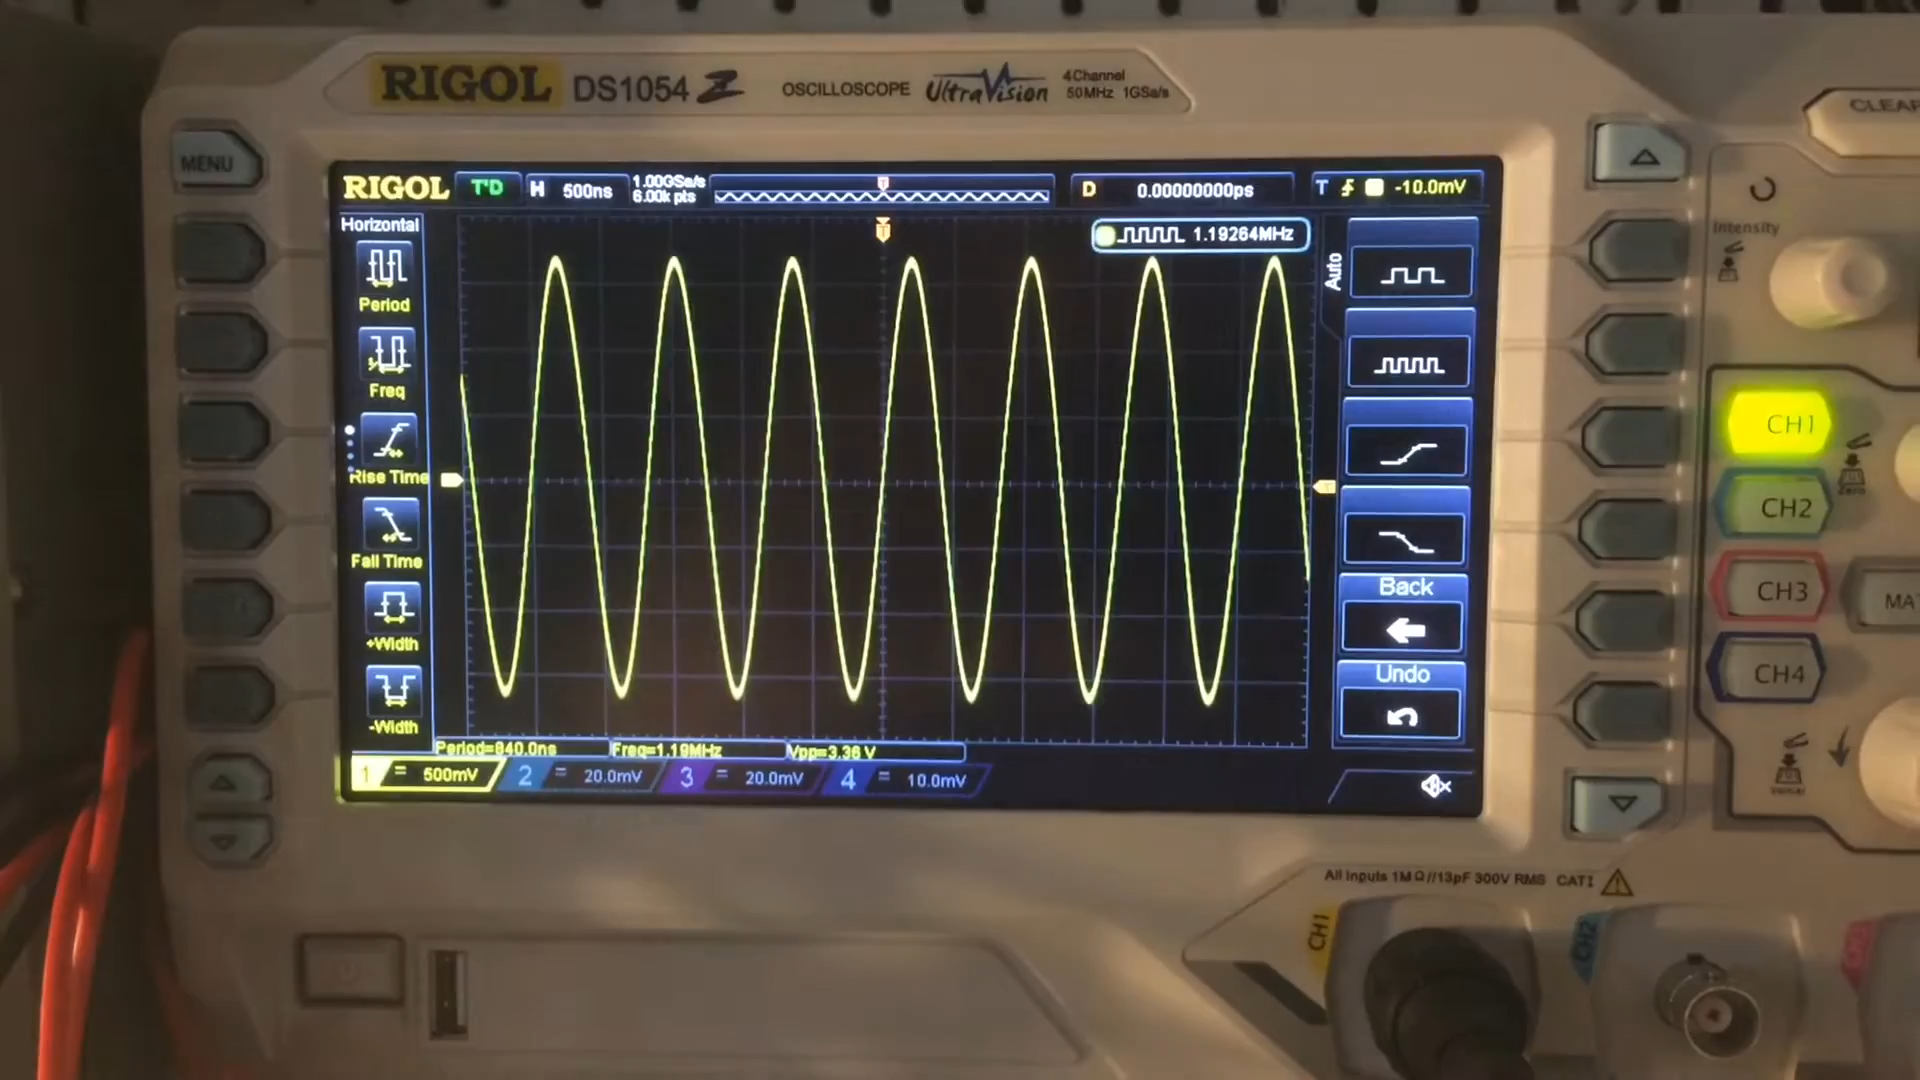 RIGOL DS1054 Z OSCILLOSCOPE UltraVision 4 Channel 50MHz 1GSa/s
MENU
CLEAR
RIGOL T'D H 500ns 1.00GSa/s 6.00k pts D 0.00000000ps T -10.0mV
Horizontal
1.19264MHz
Auto
Period
Freq
Rise Time
Fall Time
+Width
-Width
Back
Undo
Period=840.0ns Freq=1.19MHz Vpp=3.36 V
1 = 500mV 2 = 20.0mV 3 = 20.0mV 4 = 10.0mV
Intensity
CH1
CH2
CH3
CH4
MAT
All inputs 1MΩ//13pF 300V RMS CAT I
CH1
CH2